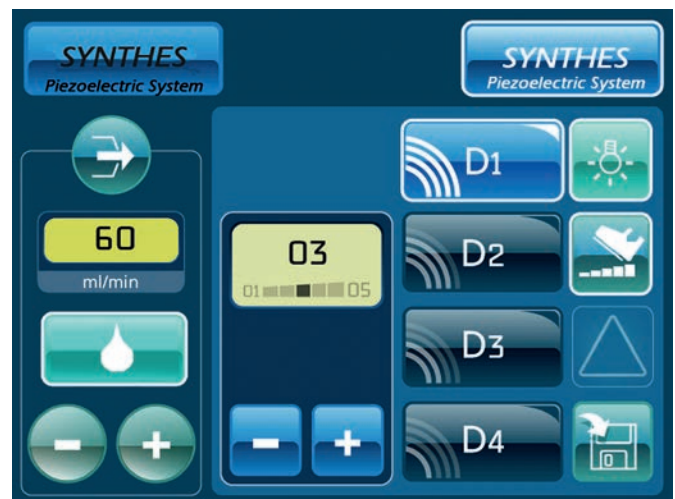 SYNTHES
Piezoelectric System
SYNTHES
Piezoelectric System
60
ml/min
03
01 05
D1
D2
D3
D4